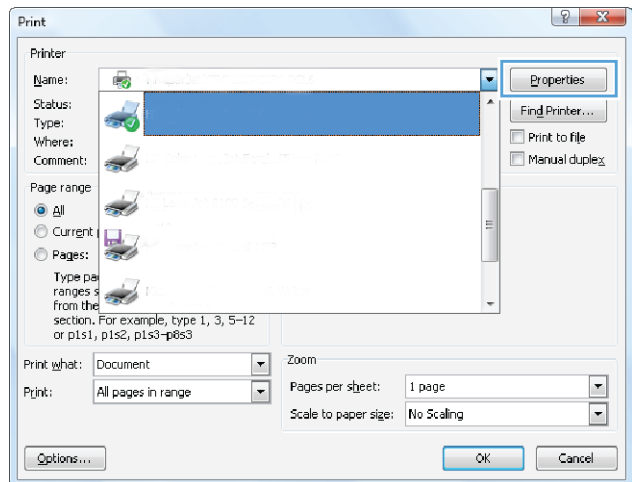 Print
Printer
Name:
Properties
Status:
Find Printer...
Type:
Where:
Print to file
Comment:
Manual duplex
Page range
All
Current
Pages:
Type
ranges
from the
section. For example, type 1, 3, 5–12
or p1s1, p1s2, p1s3–p8s3
Print what: Document
Print: All pages in range
Zoom
Pages per sheet: 1 page
Scale to paper size: No Scaling
Options...
OK
Cancel